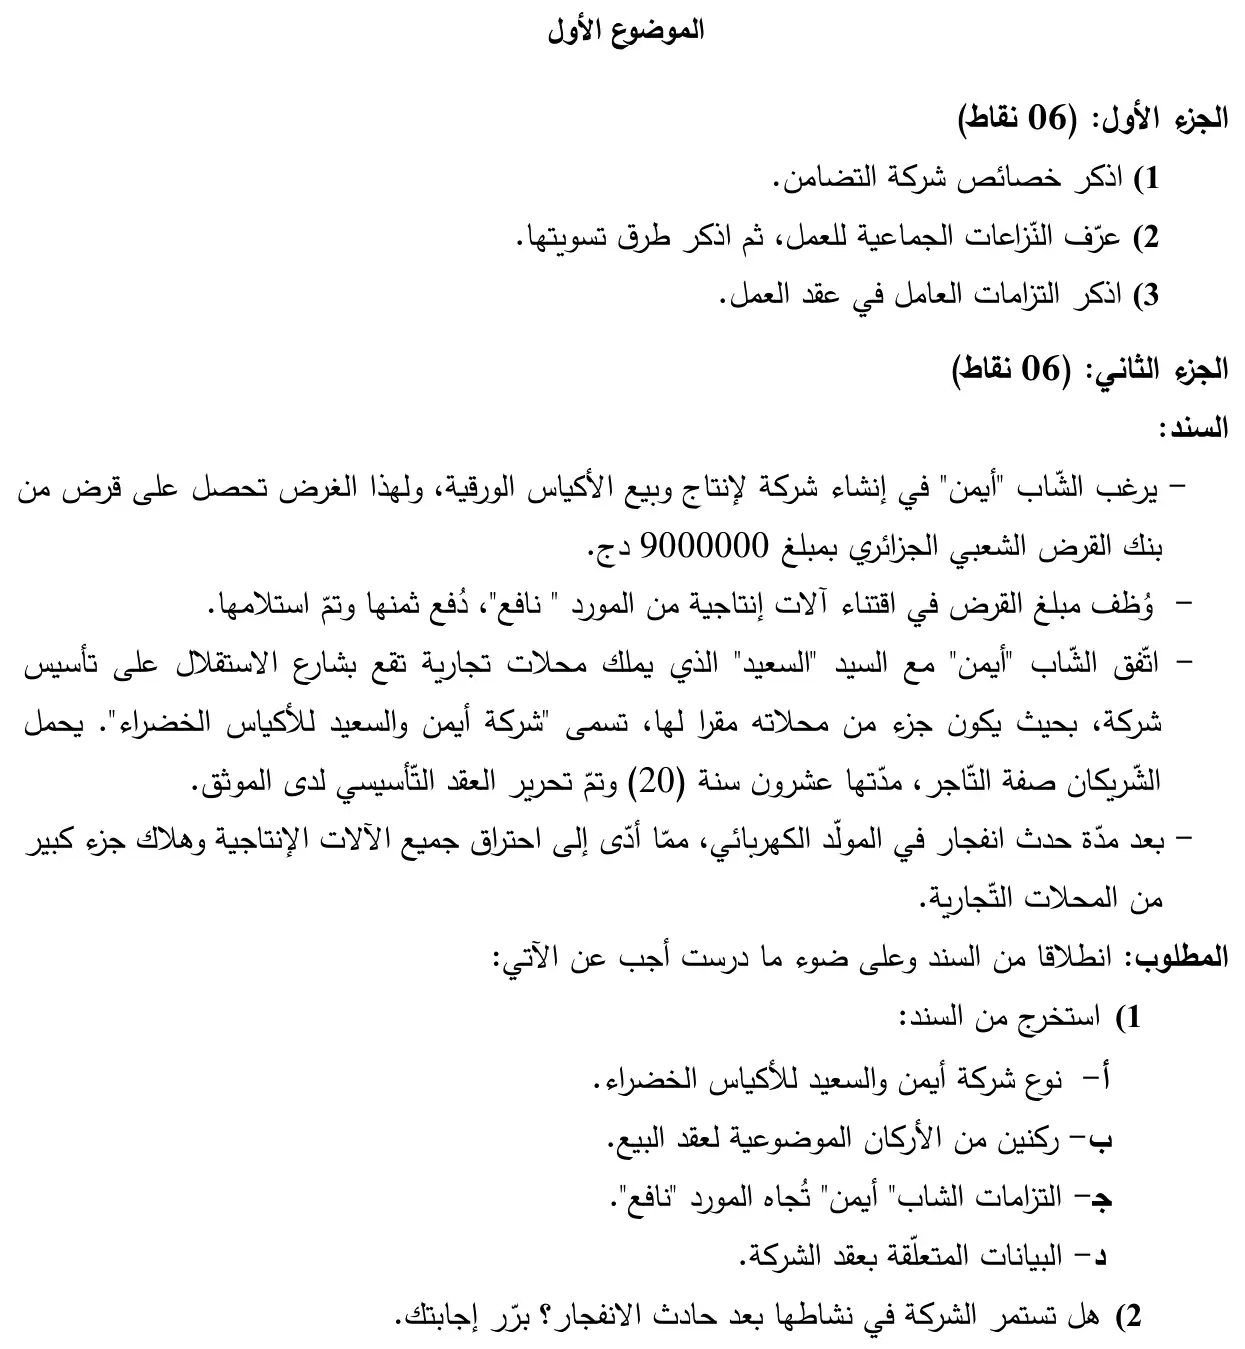 الموضوع الأول
الجزء الأول: (06 نقاط)
1) اذكر خصائص شركة التضامن.
2) عرّف النّزاعات الجماعية للعمل، ثم اذكر طرق تسويتها.
3) اذكر التزامات العامل في عقد العمل.
الجزء الثاني: (06 نقاط)
السند:
– يرغب الشّاب "أيمن" في إنشاء شركة لإنتاج وبيع الأكياس الورقية، ولهذا الغرض تحصل على قرض من
بنك القرض الشعبي الجزائري بمبلغ 9000000 دج.
– وُظف مبلغ القرض في اقتناء آلات إنتاجية من المورد " نافع"، دُفع ثمنها وتمّ استلامها.
– اتّفق الشّاب "أيمن" مع السيد "السعيد" الذي يملك محلات تجارية تقع بشارع الاستقلال على تأسيس
شركة، بحيث يكون جزء من محلاته مقرا لها، تسمى "شركة أيمن والسعيد للأكياس الخضراء". يحمل
الشّريكان صفة التّاجر، مدّتها عشرون سنة (20) وتمّ تحرير العقد التّأسيسي لدى الموثق.
– بعد مدّة حدث انفجار في المولّد الكهربائي، ممّا أدّى إلى احتراق جميع الآلات الإنتاجية وهلاك جزء كبير
من المحلات التّجارية.
المطلوب: انطلاقا من السند وعلى ضوء ما درست أجب عن الآتي:
1) استخرج من السند:
أ– نوع شركة أيمن والسعيد للأكياس الخضراء.
ب– ركنين من الأركان الموضوعية لعقد البيع.
ج– التزامات الشاب" أيمن" تُجاه المورد "نافع".
د– البيانات المتعلّقة بعقد الشركة.
2) هل تستمر الشركة في نشاطها بعد حادث الانفجار؟ برّر إجابتك.